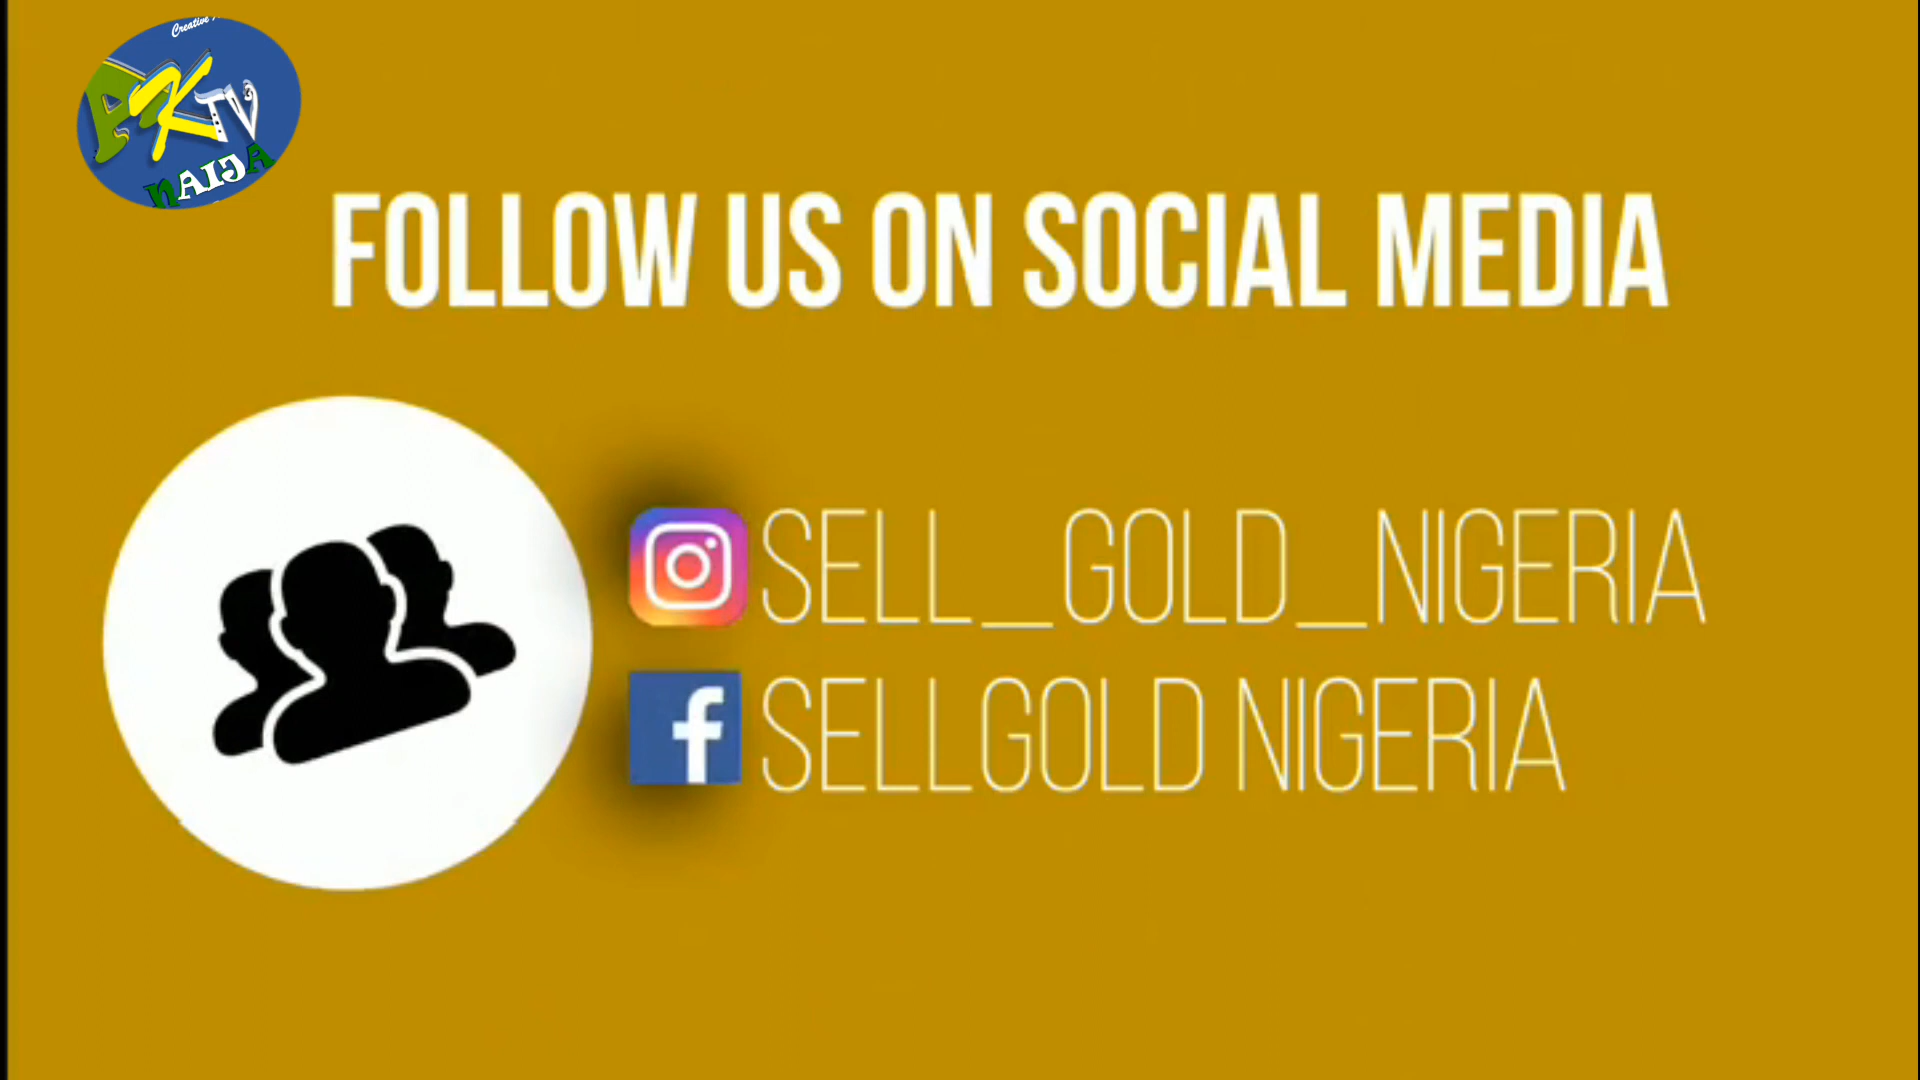 Creative
AKTV
nAIJA
FOLLOW US ON SOCIAL MEDIA
SELL_GOLD_NIGERIA
SELLGOLD NIGERIA